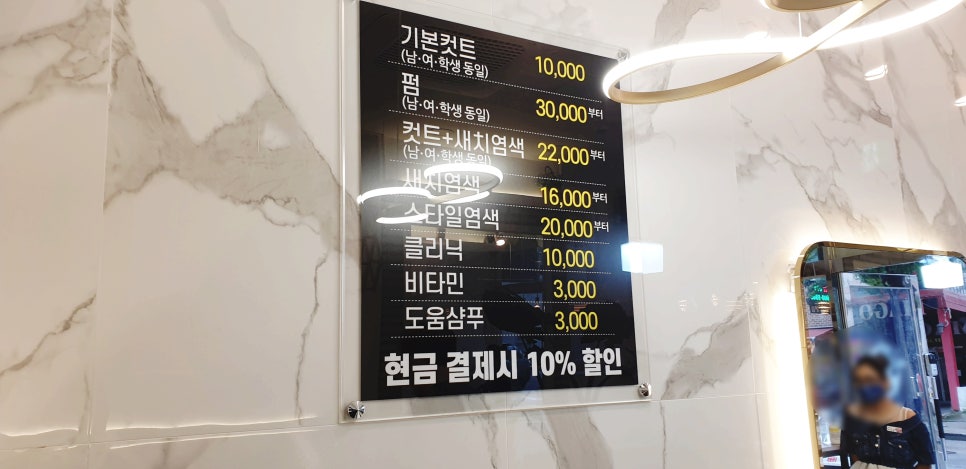 기본컷트 10,000
(남·여·학생 동일)
펌 30,000부터
(남·여·학생 동일)
컷트+새치염색 22,000부터
(남·여·학생 동일)
새치염색 16,000부터
스타일염색 20,000부터
클리닉 10,000
비타민 3,000
도움샴푸 3,000
현금 결제시 10% 할인